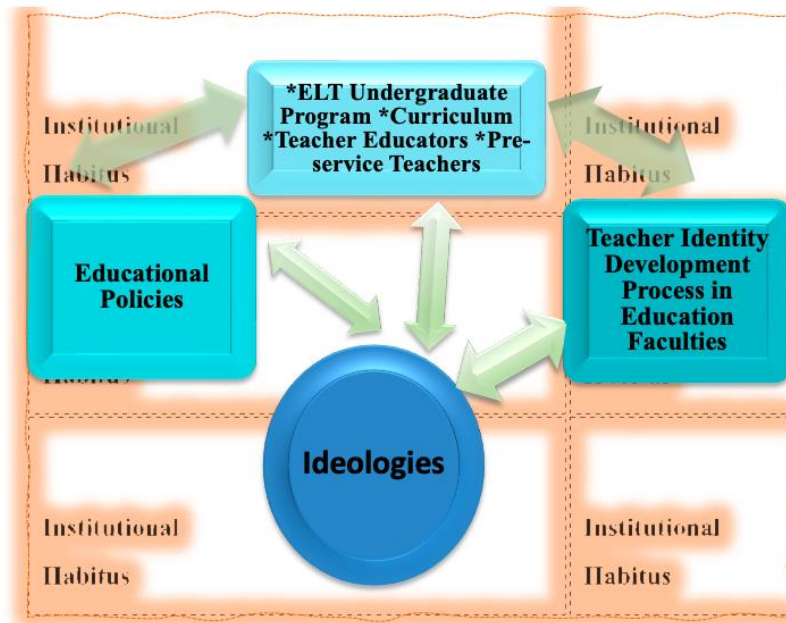 *ELT Undergraduate
Program *Curriculum
*Teacher Educators *Pre-
service Teachers
Institutional
Habitus
Institutional
Habitus
Educational
Policies
Teacher Identity
Development
Process in
Education
Faculties
Habitus
Ideologies
Institutional
Habitus
Institutional
Habitus